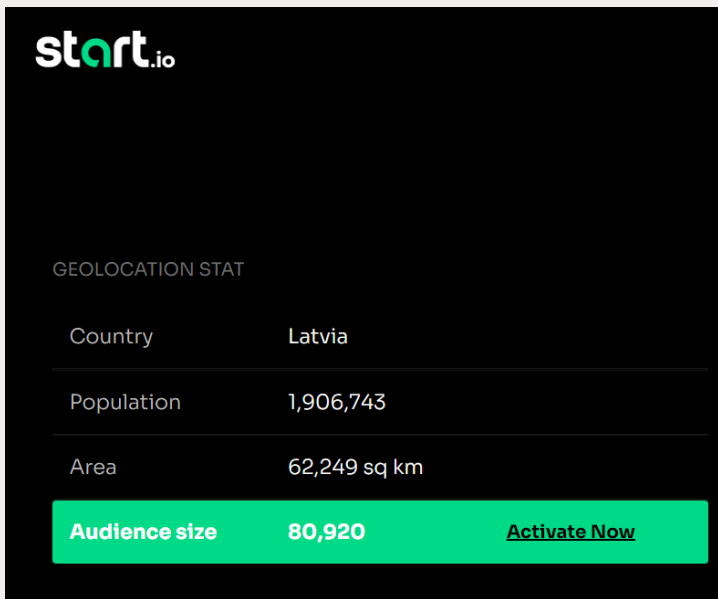 start.io
GEOLOCATION STAT
Country Latvia
Population 1,906,743
Area 62,249 sq km
Audience size 80,920 Activate Now